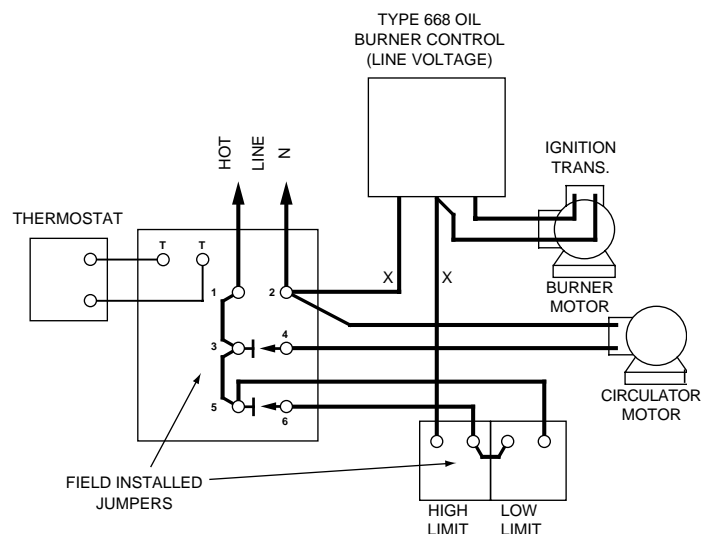 TYPE 668 OIL
BURNER CONTROL
(LINE VOLTAGE)
HOT
LINE
N
IGNITION
TRANS.
THERMOSTAT
T T
X X
BURNER
MOTOR
1 2
4
3
5
6
CIRCULATOR
MOTOR
FIELD INSTALLED
JUMPERS
HIGH
LIMIT
LOW
LIMIT